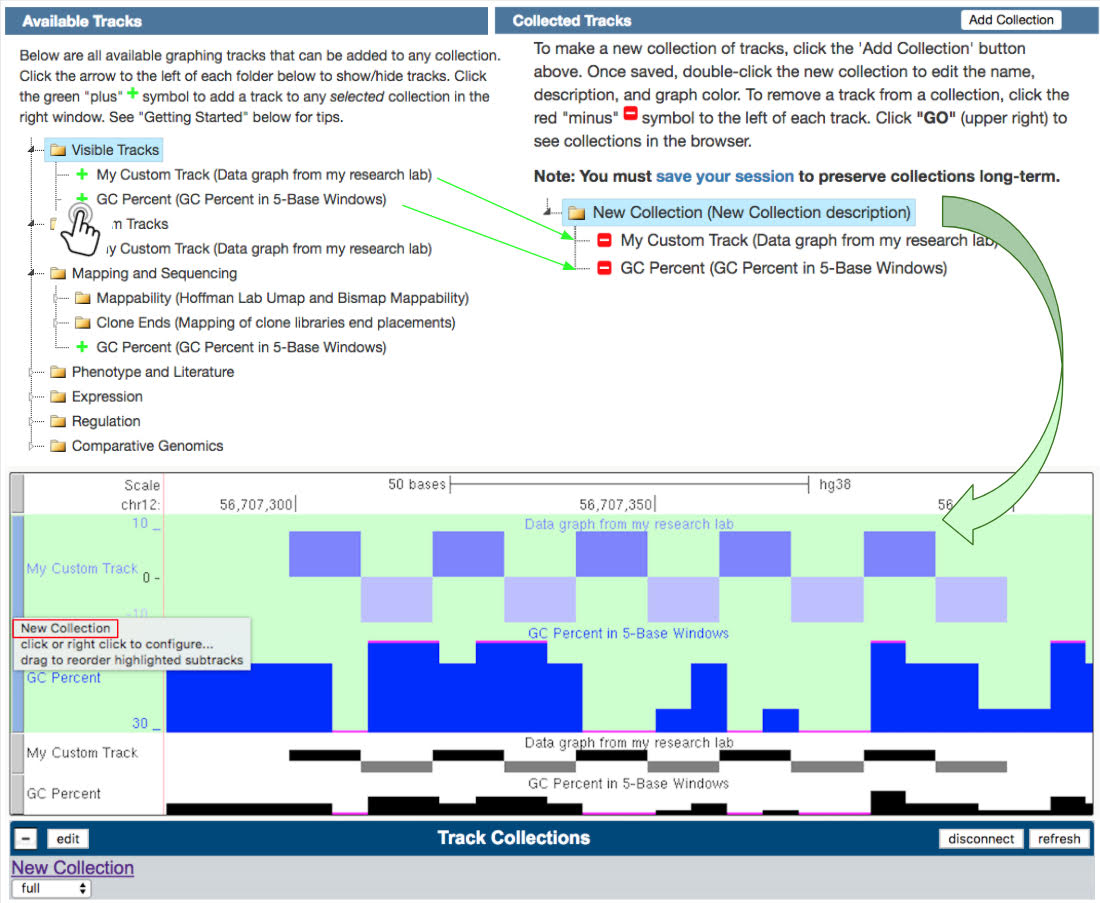 Available Tracks
Below are all available graphing tracks that can be added to any collection.
Click the arrow to the left of each folder below to show/hide tracks. Click
the green "plus" + symbol to add a track to any selected collection in the
right window. See "Getting Started" below for tips.
Visible Tracks
+ My Custom Track (Data graph from my research lab)
+ GC Percent (GC Percent in 5-Base Windows)
m Tracks
y Custom Track (Data graph from my research lab)
Mapping and Sequencing
Mappability (Hoffman Lab Umap and Bismap Mappability)
Clone Ends (Mapping of clone libraries end placements)
+ GC Percent (GC Percent in 5-Base Windows)
Phenotype and Literature
Expression
Regulation
Comparative Genomics
Collected Tracks
Add Collection
To make a new collection of tracks, click the 'Add Collection' button
above. Once saved, double-click the new collection to edit the name,
description, and graph color. To remove a track from a collection, click the
red "minus" symbol to the left of each track. Click "GO" (upper right) to
see collections in the browser.
Note: You must save your session to preserve collections long-term.
New Collection (New Collection description)
My Custom Track (Data graph from my research lab)
GC Percent (GC Percent in 5-Base Windows)
Scale 50 bases hg38
chr12: 56,707,300 56,707,350 56
Data graph from my research lab
10
My Custom Track
0
-10
New Collection
click or right click to configure...
drag to reorder highlighted subtracks
GC Percent in 5-Base Windows
GC Percent
30
Data graph from my research lab
My Custom Track
GC Percent in 5-Base Windows
GC Percent
- edit Track Collections disconnect refresh
New Collection
full